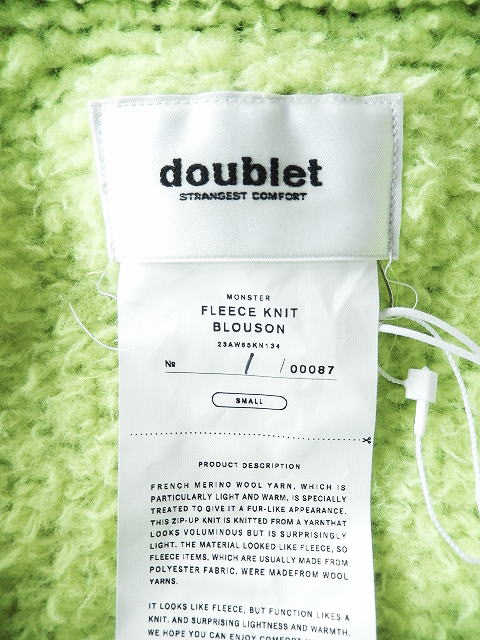 doublet
STRANGEST COMFORT
MONSTER
FLEECE KNIT
BLOUSON
23AW55KN134
№ / / 00087
SMALL
PRODUCT DESCRIPTION
FRENCH MERINO WOOL YARN, WHICH IS
PARTICULARLY LIGHT AND WARM, IS SPECIALLY
TREATED TO GIVE IT A FUR-LIKE APPEARANCE.
THIS ZIP-UP KNIT IS KNITTED FROM A YARNTHAT
LOOKS VOLUMINOUS BUT IS SURPRISINGLY
LIGHT. THE MATERIAL LOOKED LIKE FLEECE, SO
FLEECE ITEMS, WHICH ARE USUALLY MADE FROM
POLYESTER FABRIC, WERE MADEFROM WOOL
YARNS.
IT LOOKS LIKE FLEECE, BUT FUNCTION LIKES A
KNIT, AND SURPRISING LIGHTNESS AND WARMTH.
WE HOPE YOU CAN ENJOY COMFORT